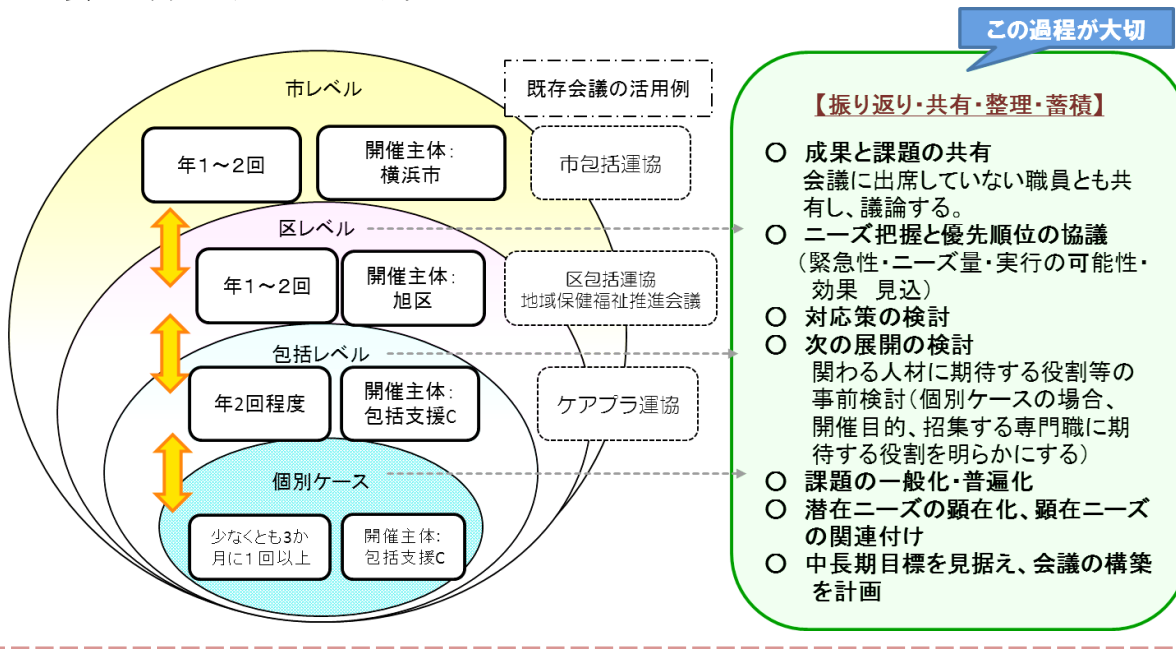 この過程が大切
市レベル
既存会議の活用例
年1～2回
開催主体:
横浜市
市包括運協
区レベル
年1～2回
開催主体:
旭区
区包括運協
地域保健福祉推進会議
包括レベル
年2回程度
開催主体:
包括支援C
ケアプラ運協
個別ケース
少なくとも3か
月に1回以上
開催主体:
包括支援C
【振り返り・共有・整理・蓄積】
○ 成果と課題の共有
会議に出席していない職員とも共
有し、議論する。
○ ニーズ把握と優先順位の協議
(緊急性・ニーズ量・実行の可能性・
効果 見込)
○ 対応策の検討
○ 次の展開の検討
関わる人材に期待する役割等の
事前検討(個別ケースの場合、
開催目的、招集する専門職に期
待する役割を明らかにする)
○ 課題の一般化・普遍化
○ 潜在ニーズの顕在化、顕在ニーズ
の関連付け
○ 中長期目標を見据え、会議の構築
を計画